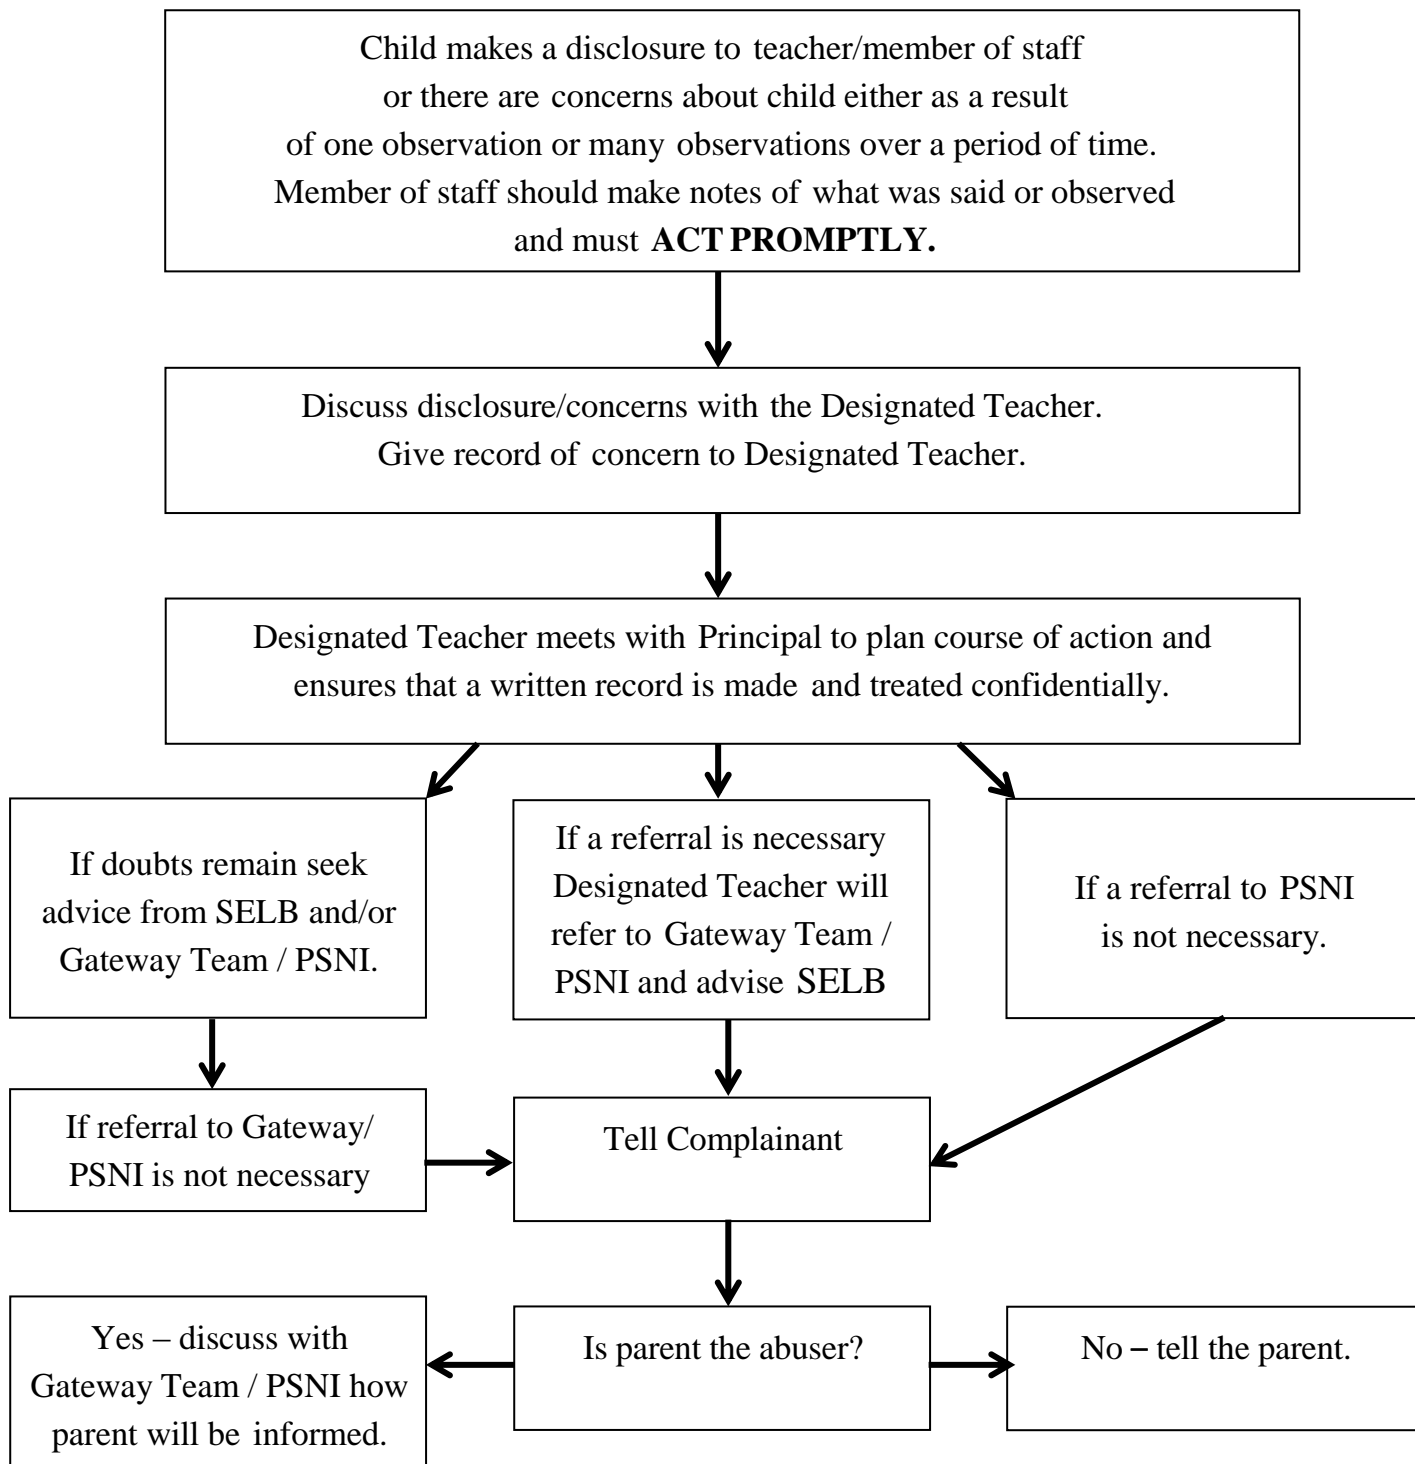 Child makes a disclosure to teacher/member of staff
or there are concerns about child either as a result
of one observation or many observations over a period of time.
Member of staff should make notes of what was said or observed
and must ACT PROMPTLY.
Discuss disclosure/concerns with the Designated Teacher.
Give record of concern to Designated Teacher.
Designated Teacher meets with Principal to plan course of action and
ensures that a written record is made and treated confidentially.
If doubts remain seek
advice from SELB and/or
Gateway Team / PSNI.
If a referral is necessary
Designated Teacher will
refer to Gateway Team /
PSNI and advise SELB
If a referral to PSNI
is not necessary.
If referral to Gateway/
PSNI is not necessary
Tell Complainant
Yes – discuss with
Gateway Team / PSNI how
parent will be informed.
Is parent the abuser?
No – tell the parent.